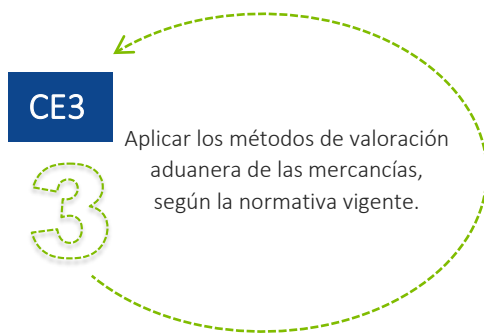 CE3
3
Aplicar los métodos de valoración
aduanera de las mercancías,
según la normativa vigente.